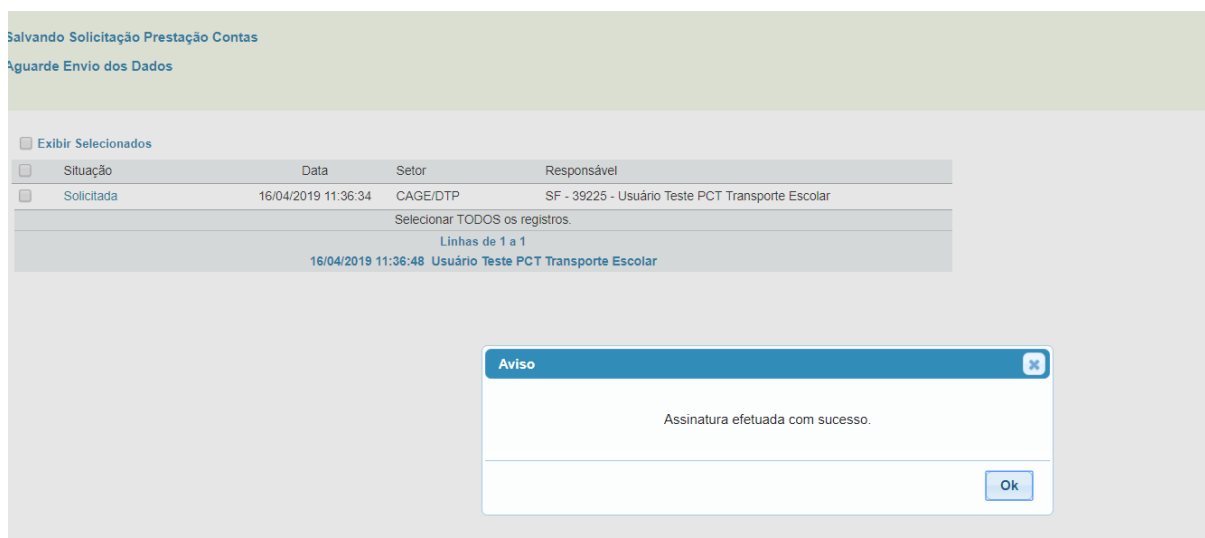 Salvando Solicitação Prestação Contas
Aguarde Envio dos Dados
Exibir Selecionados
Situação Data Setor Responsável
Solicitada 16/04/2019 11:36:34 CAGE/DTP SF - 39225 - Usuário Teste PCT Transporte Escolar
Selecionar TODOS os registros.
Linhas de 1 a 1
16/04/2019 11:36:48 Usuário Teste PCT Transporte Escolar
Aviso
Assinatura efetuada com sucesso.
Ok